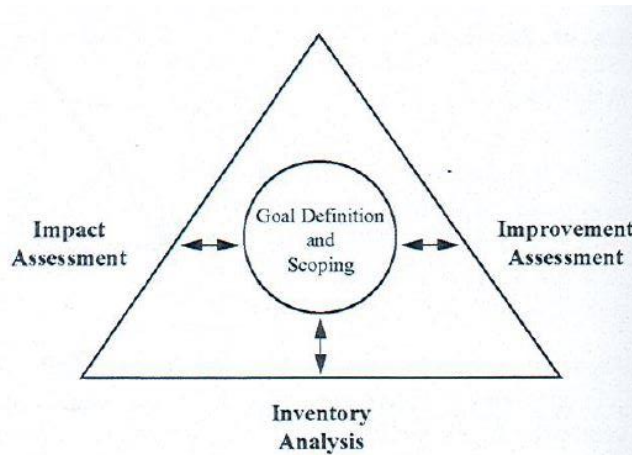 Goal Definition
and
Scoping
Impact
Assessment
Improvement
Assessment
Inventory
Analysis